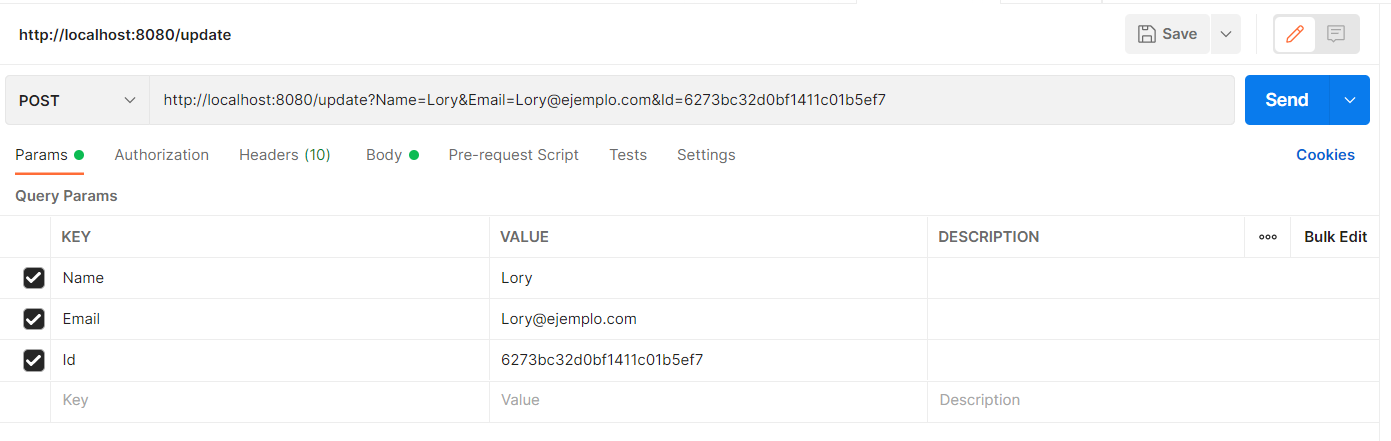 http://localhost:8080/update
Save
POST
http://localhost:8080/update?Name=Lory&Email=Lory@ejemplo.com&Id=6273bc32d0bf1411c01b5ef7
Send
Params Authorization Headers (10) Body Pre-request Script Tests Settings Cookies
Query Params
KEY VALUE DESCRIPTION Bulk Edit
Name Lory
Email Lory@ejemplo.com
Id 6273bc32d0bf1411c01b5ef7
Key Value Description